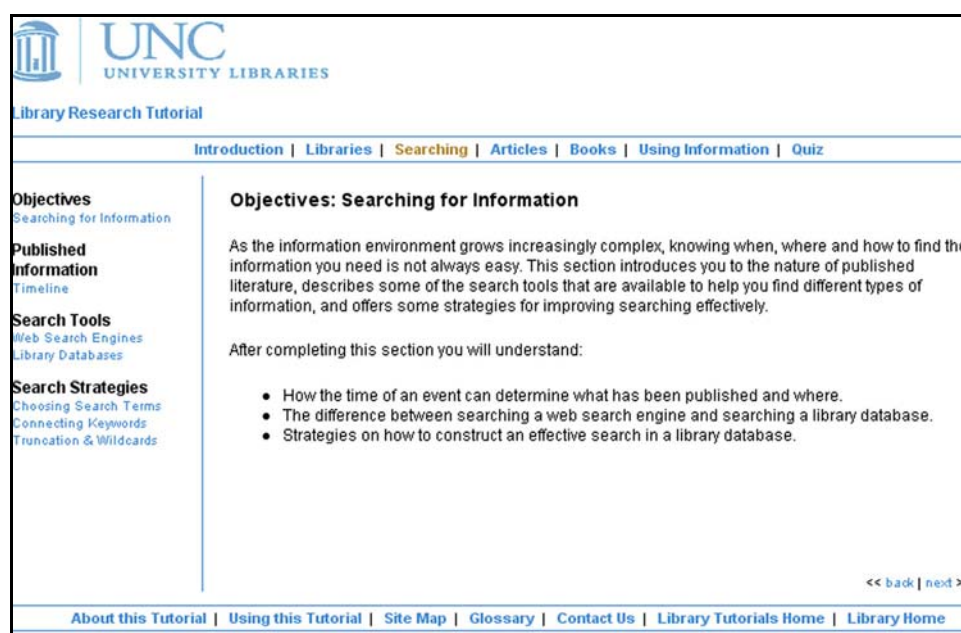 UNC
UNIVERSITY LIBRARIES
Library Research Tutorial
Introduction | Libraries | Searching | Articles | Books | Using Information | Quiz
Objectives
Searching for Information
Published
Information
Timeline
Search Tools
Web Search Engines
Library Databases
Search Strategies
Choosing Search Terms
Connecting Keywords
Truncation & Wildcards
Objectives: Searching for Information
As the information environment grows increasingly complex, knowing when, where and how to find the
information you need is not always easy. This section introduces you to the nature of published
literature, describes some of the search tools that are available to help you find different types of
information, and offers some strategies for improving searching effectively.
After completing this section you will understand:
● How the time of an event can determine what has been published and where.
● The difference between searching a web search engine and searching a library database.
● Strategies on how to construct an effective search in a library database.
<< back | next >
About this Tutorial | Using this Tutorial | Site Map | Glossary | Contact Us | Library Tutorials Home | Library Home